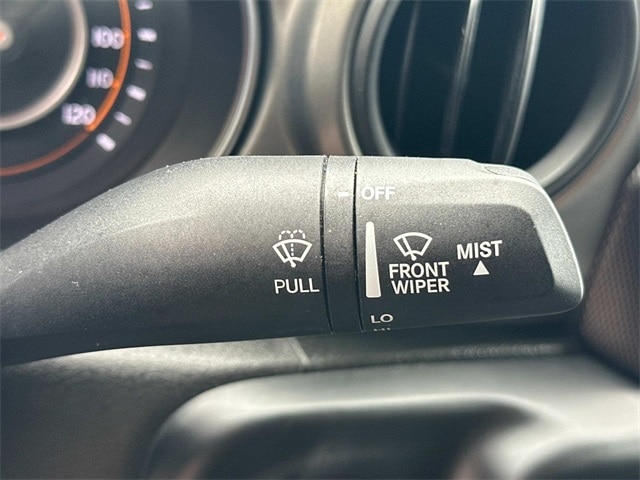 100
110
120
OFF
MIST
FRONT
WIPER
PULL
LO